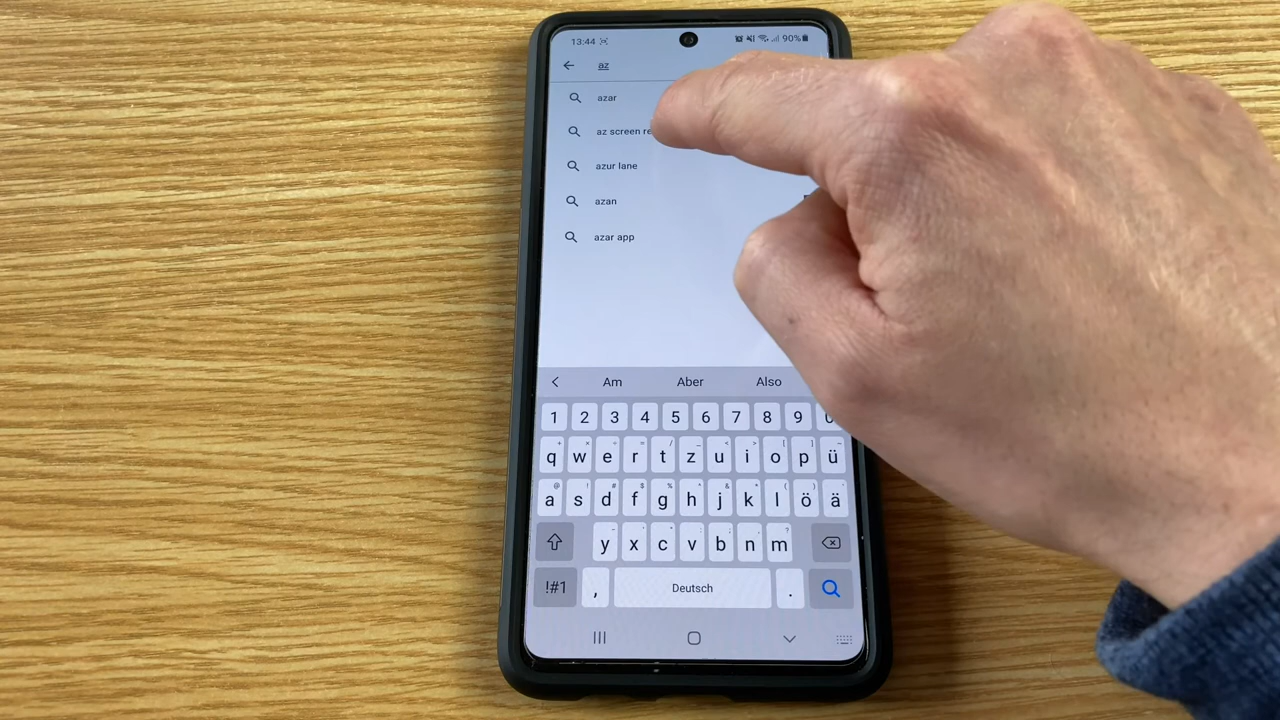 13:44 90%
az
azar
az screen re
azur lane
azan
azar app
Am Aber Also
1 2 3 4 5 6 7 8 9 0
q w e r t z u i o p ü
a s d f g h j k l ö ä
y x c v b n m
!#1 , Deutsch .